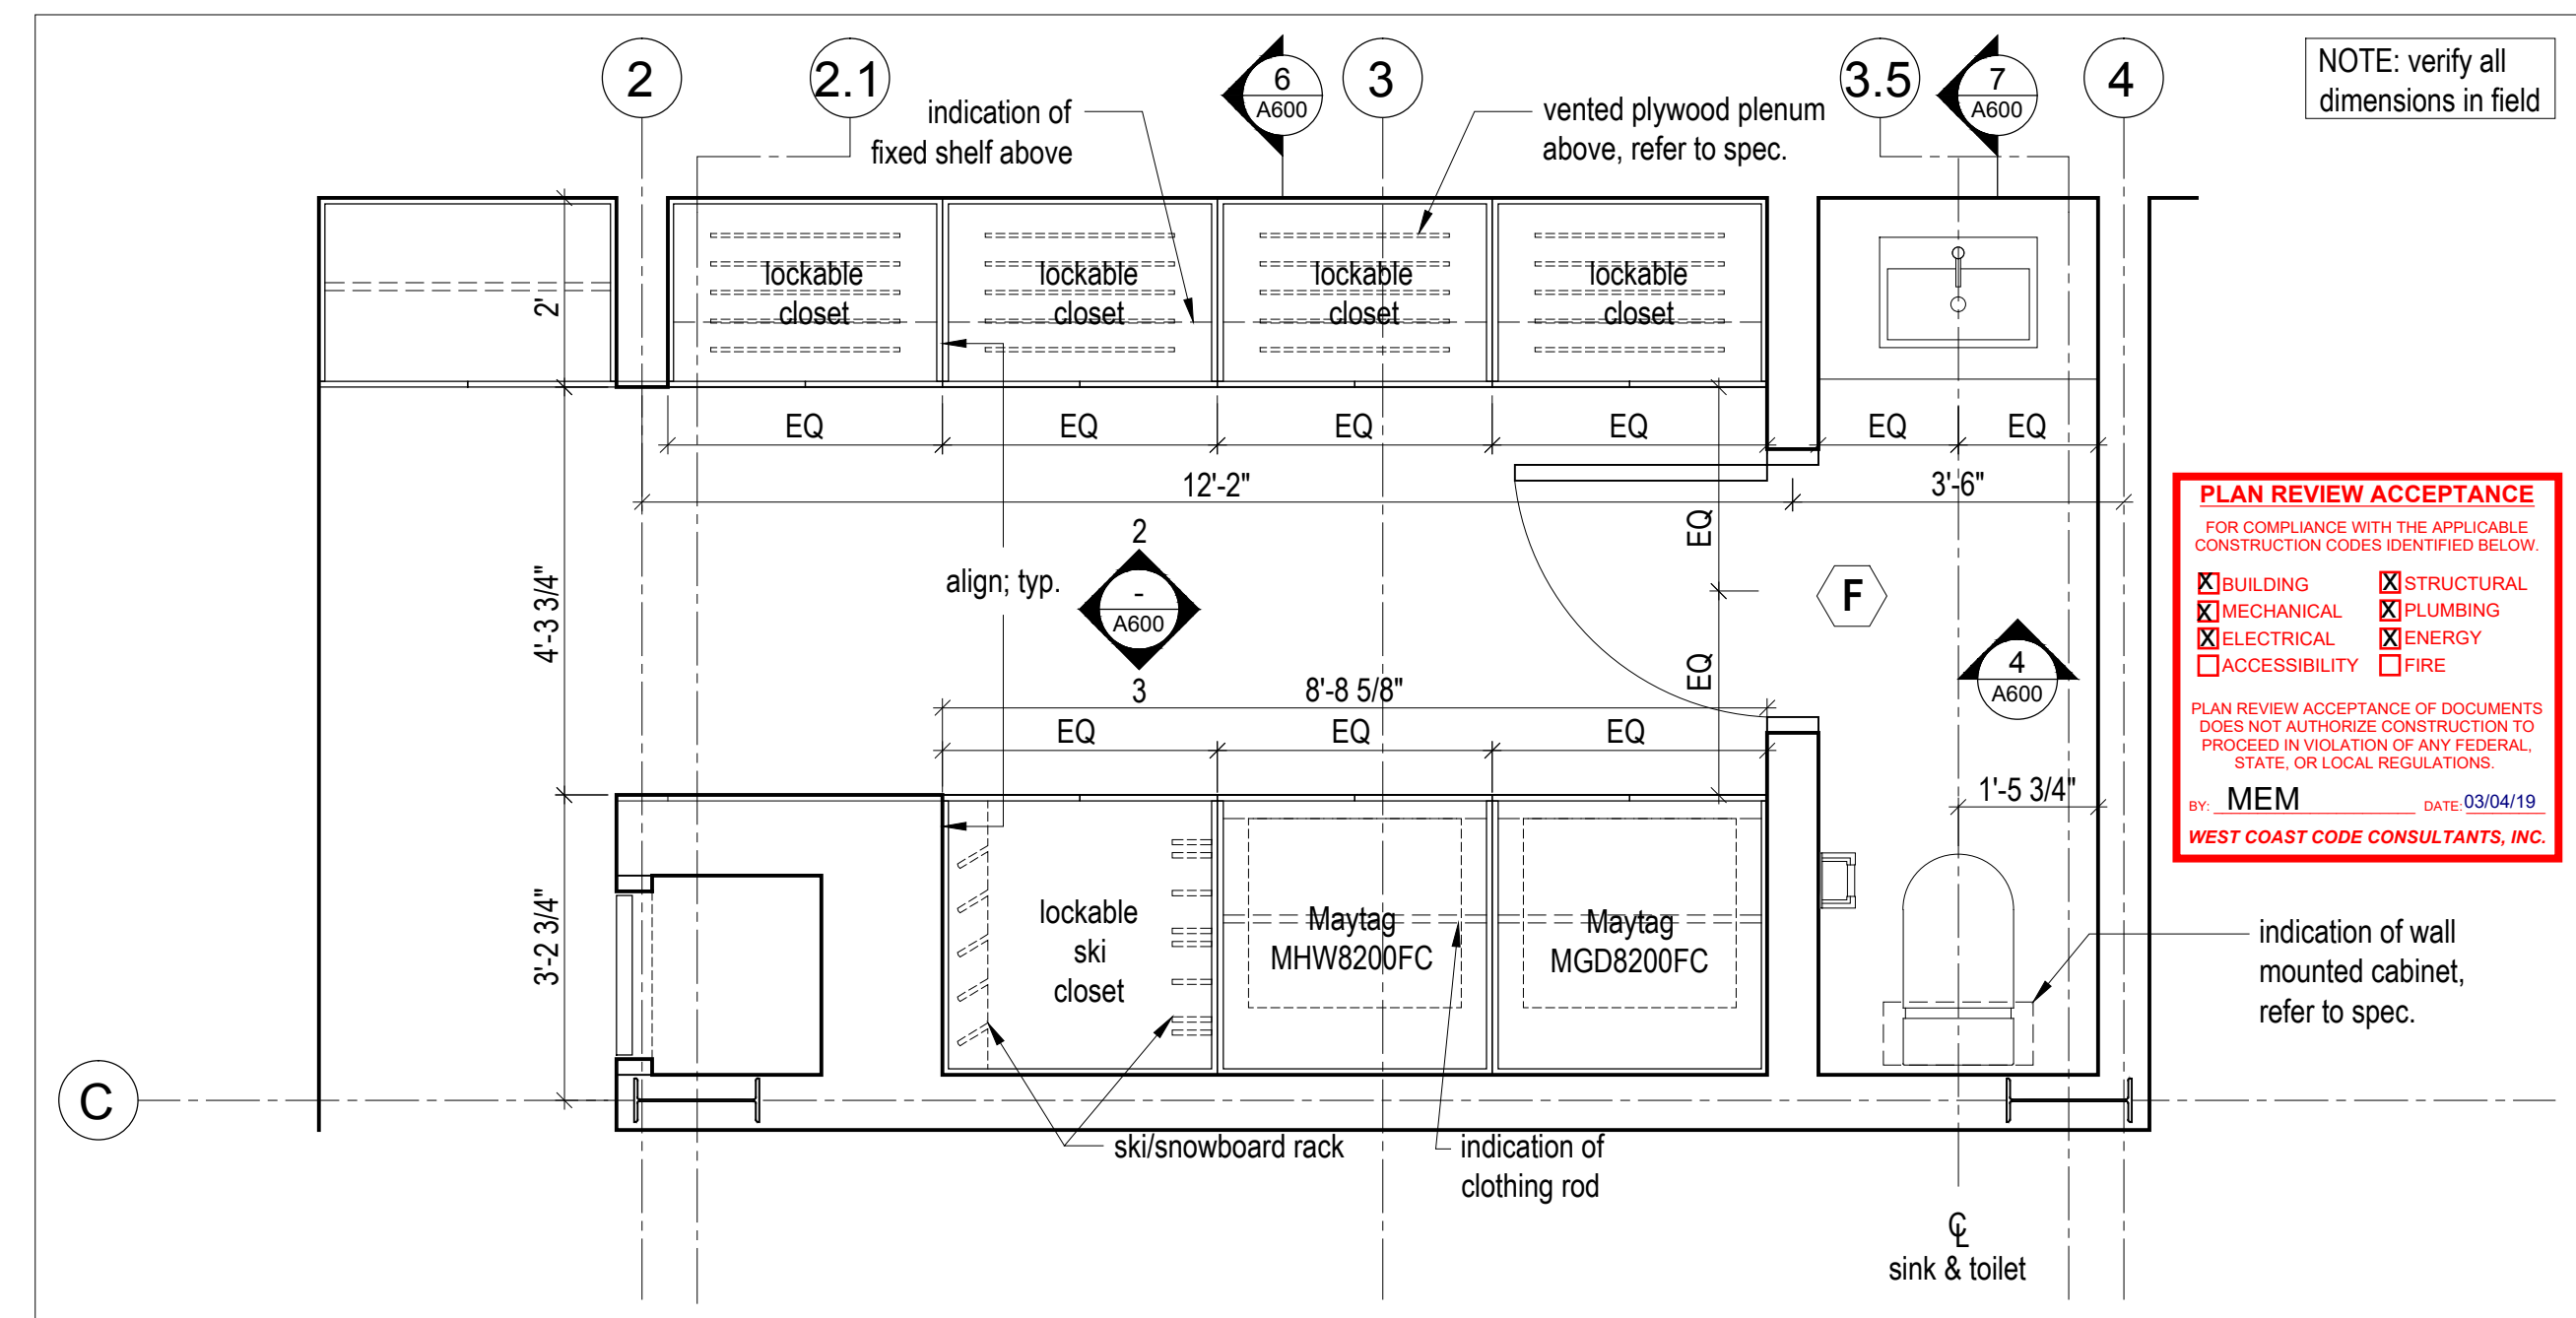 2
2.1
6
A600
3
3.5
7
A600
4
NOTE: verify all
dimensions in field
indication of
fixed shelf above
vented plywood plenum
above, refer to spec.
2'
lockable
closet
lockable
closet
lockable
closet
lockable
closet
EQ
EQ
EQ
EQ
EQ
EQ
12'-2"
3'-6"
EQ
EQ
4'-3 3/4"
align; typ.
2
-
A600
3
F
4
A600
8'-8 5/8"
EQ
EQ
EQ
1'-5 3/4"
3'-2 3/4"
lockable
ski
closet
Maytag
MHW8200FC
Maytag
MGD8200FC
PLAN REVIEW ACCEPTANCE
FOR COMPLIANCE WITH THE APPLICABLE
CONSTRUCTION CODES IDENTIFIED BELOW.
X BUILDING X STRUCTURAL
X MECHANICAL X PLUMBING
X ELECTRICAL X ENERGY
ACCESSIBILITY FIRE
PLAN REVIEW ACCEPTANCE OF DOCUMENTS
DOES NOT AUTHORIZE CONSTRUCTION TO
PROCEED IN VIOLATION OF ANY FEDERAL,
STATE, OR LOCAL REGULATIONS.
BY: MEM DATE: 03/04/19
WEST COAST CODE CONSULTANTS, INC.
indication of wall
mounted cabinet,
refer to spec.
C
ski/snowboard rack
indication of
clothing rod
CL
sink & toilet